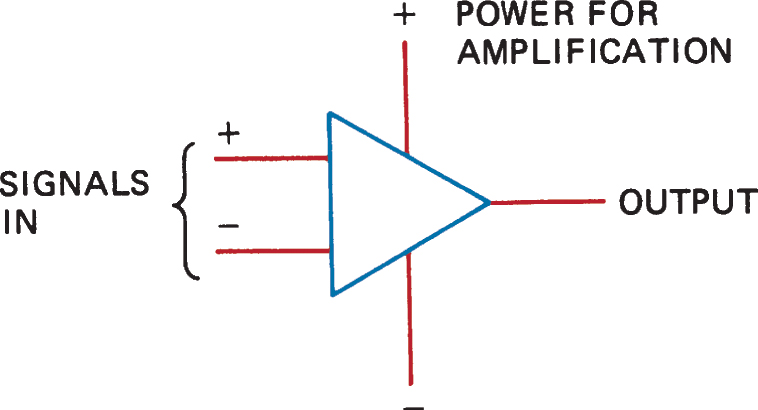 + POWER FOR
AMPLIFICATION
+
SIGNALS
IN
−
OUTPUT
−